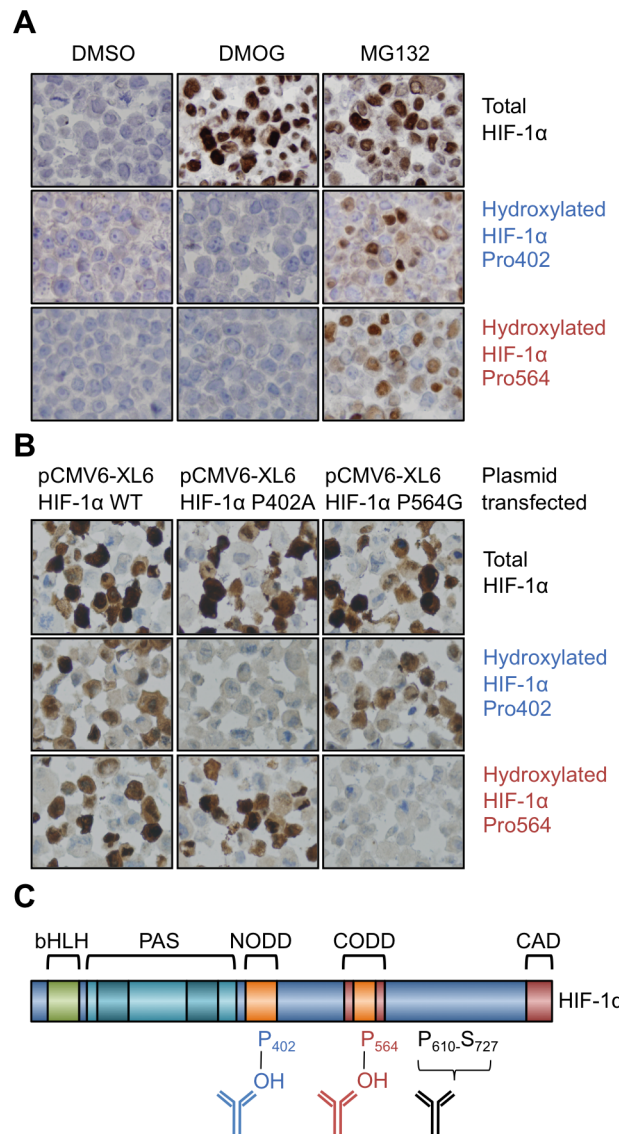 A
DMSO DMOG MG132
Total
HIF-1α
Hydroxylated
HIF-1α
Pro402
Hydroxylated
HIF-1α
Pro564
B
pCMV6-XL6 pCMV6-XL6 pCMV6-XL6 Plasmid
HIF-1α WT HIF-1α P402A HIF-1α P564G transfected
Total
HIF-1α
Hydroxylated
HIF-1α
Pro402
Hydroxylated
HIF-1α
Pro564
C
bHLH PAS NODD CODD CAD
HIF-1α
P402 P564 P610-S727
OH OH